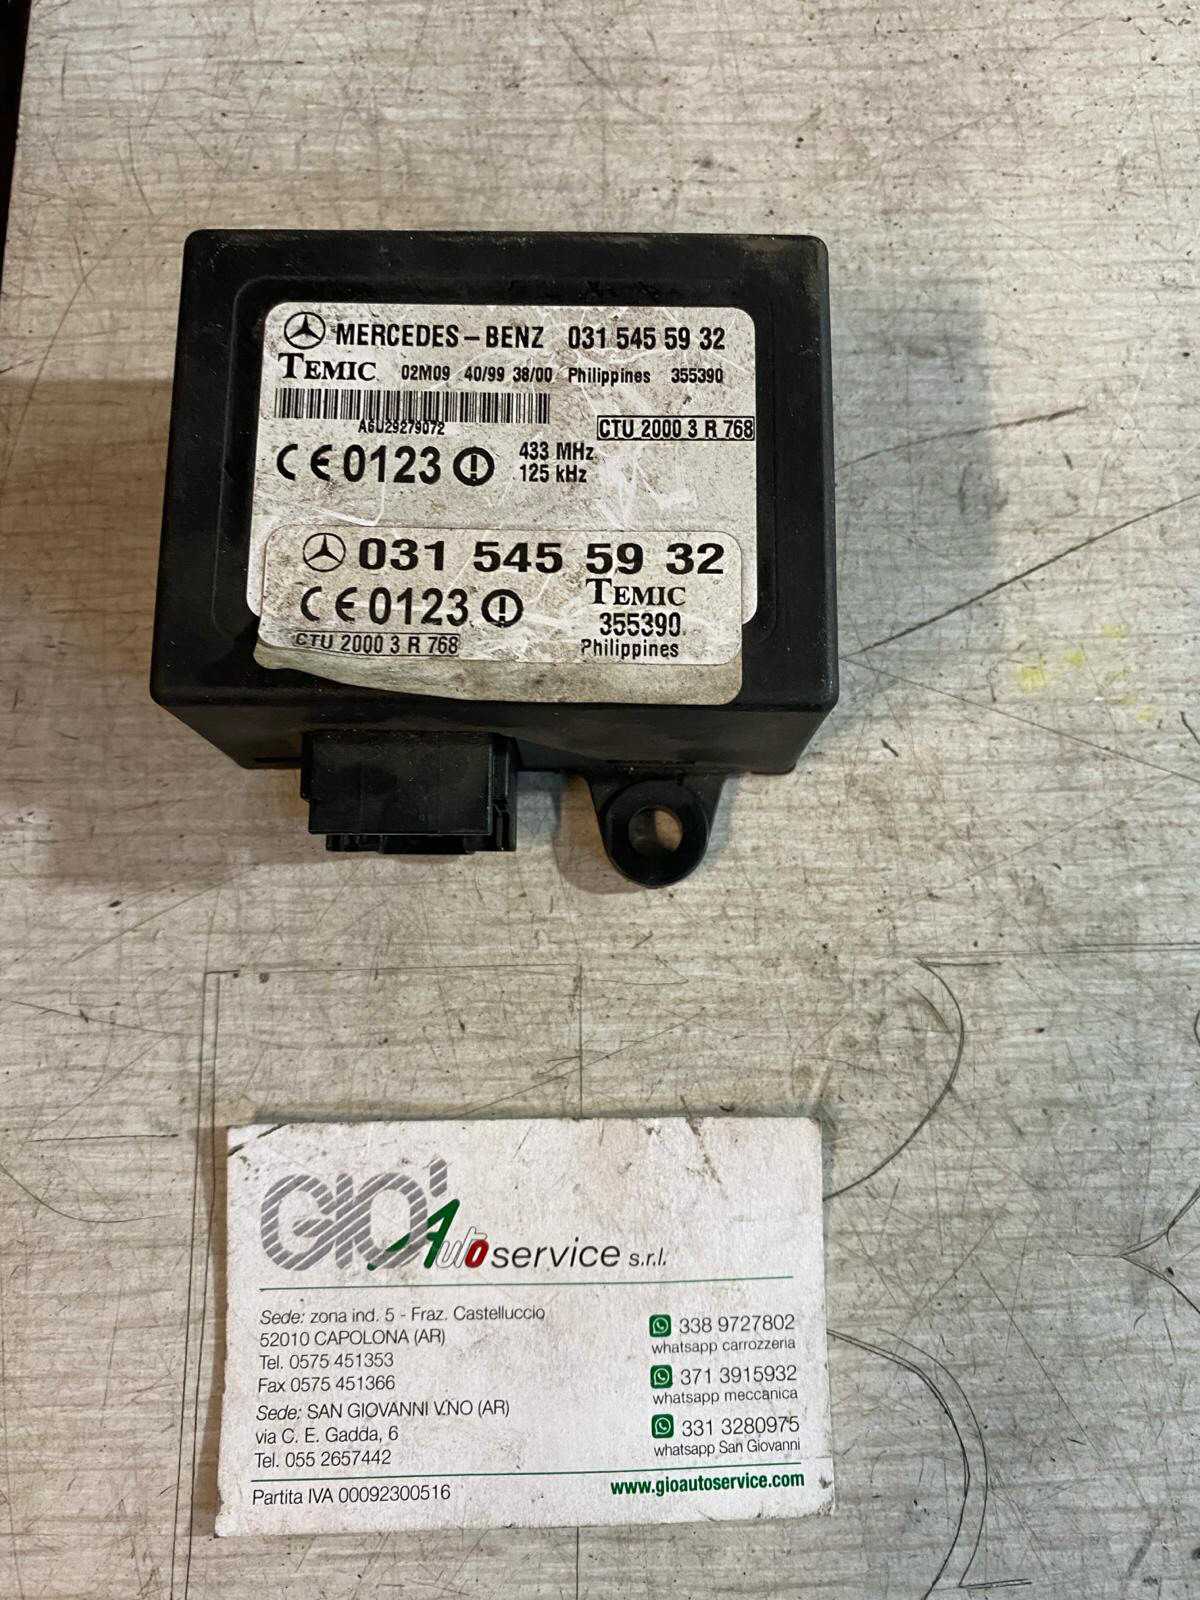 MERCEDES-BENZ 031 545 59 32
TEMIC 02M09 40/99 38/00 Philippines 355390
A6U29279072
CTU 2000 3 R 768
CE0123 433 MHz
125 kHz
031 545 59 32
CE0123 TEMIC
355390
CTU 2000 3 R 768 Philippines
GIO' Autoservice s.r.l.
Sede: zona ind. 5 - Fraz. Castelluccio
52010 CAPOLONA (AR)
Tel. 0575 451353
Fax 0575 451366
Sede: SAN GIOVANNI V.NO (AR)
via C. E. Gadda, 6
Tel. 055 2657442
338 9727802
whatsapp carrozzeria
371 3915932
whatsapp meccanica
331 3280975
whatsapp San Giovanni
Partita IVA 00092300516
www.gioautoservice.com